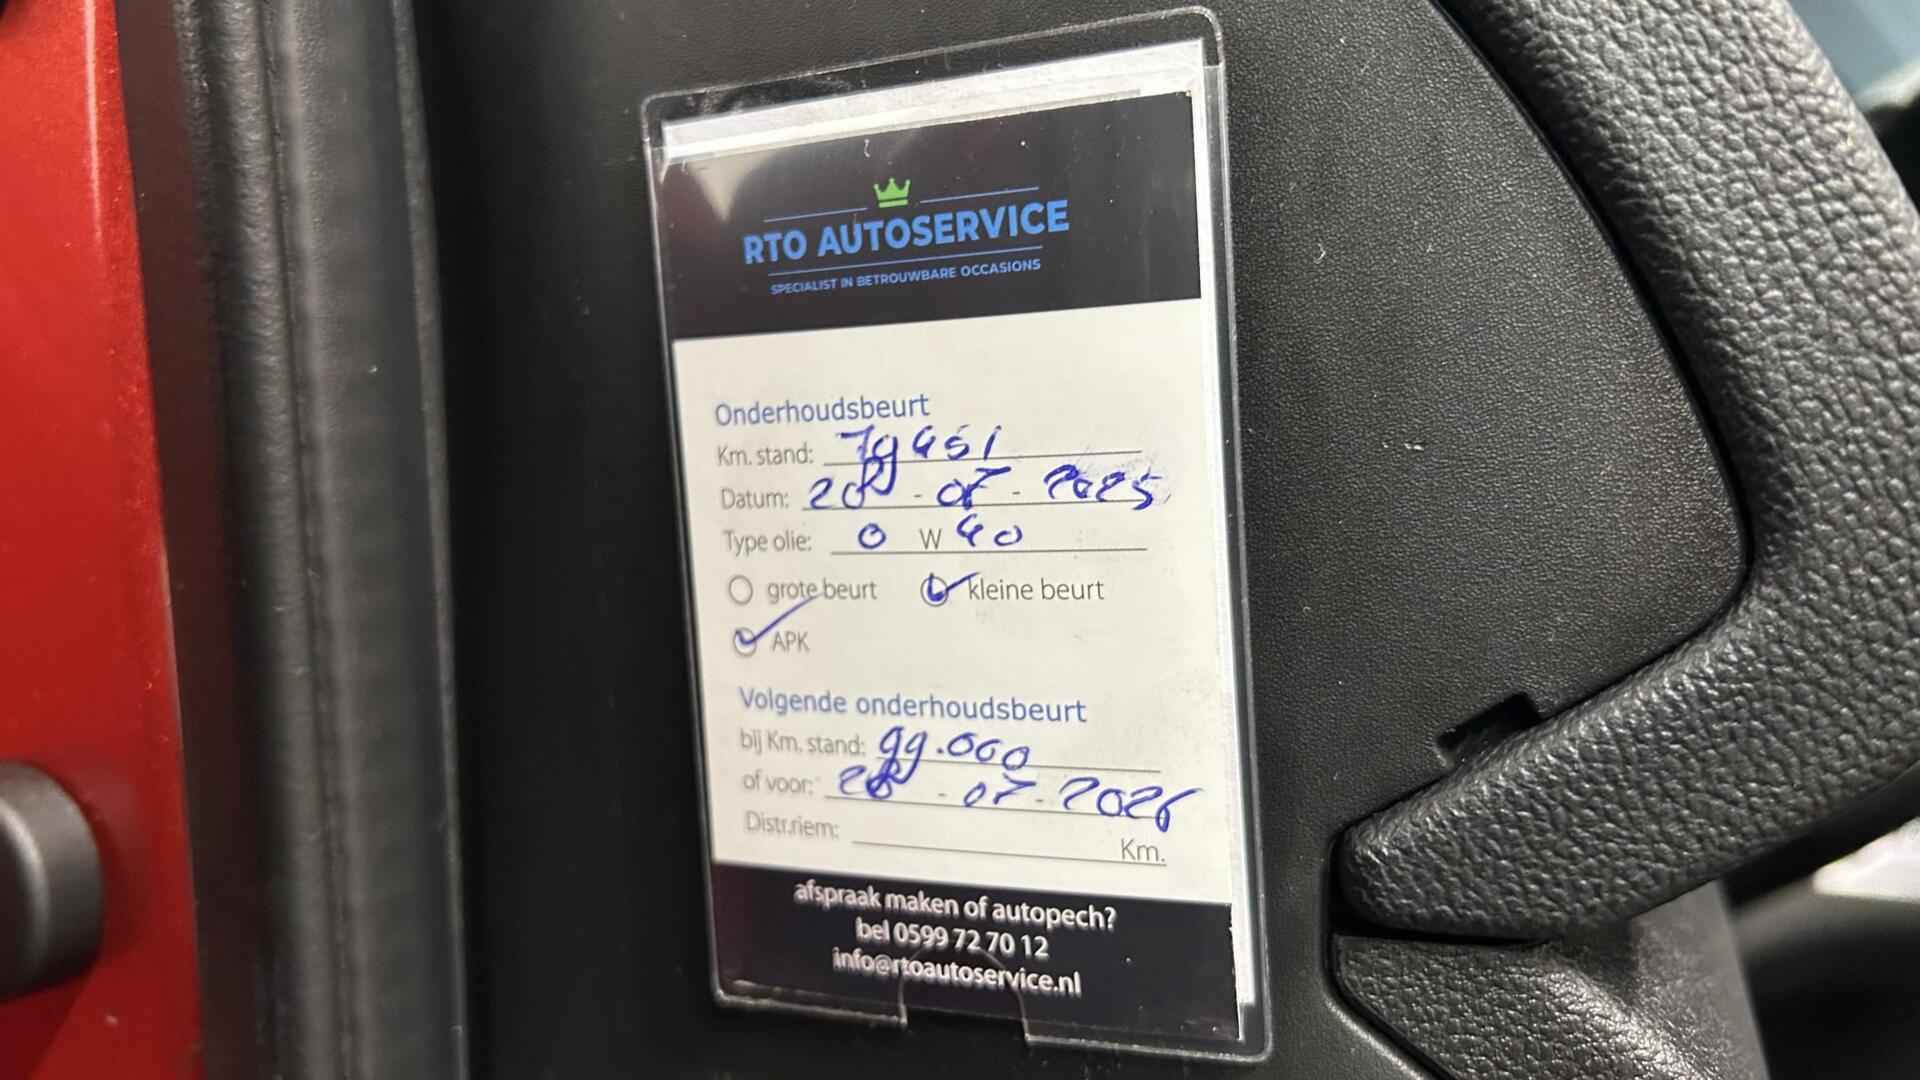 RTO AUTOSERVICE
SPECIALIST IN BETROUWBARE OCCASIONS
Onderhoudsbeurt
Km. stand: 79451
Datum: 28 - 07 - 2025
Type olie: 0 W 40
grote beurt kleine beurt
APK
Volgende onderhoudsbeurt
bij Km. stand: 99.000
of voor: 28 - 07 - 2026
Distr.riem: Km.
afspraak maken of autopech?
bel 0599 72 70 12
info@rtoautoservice.nl